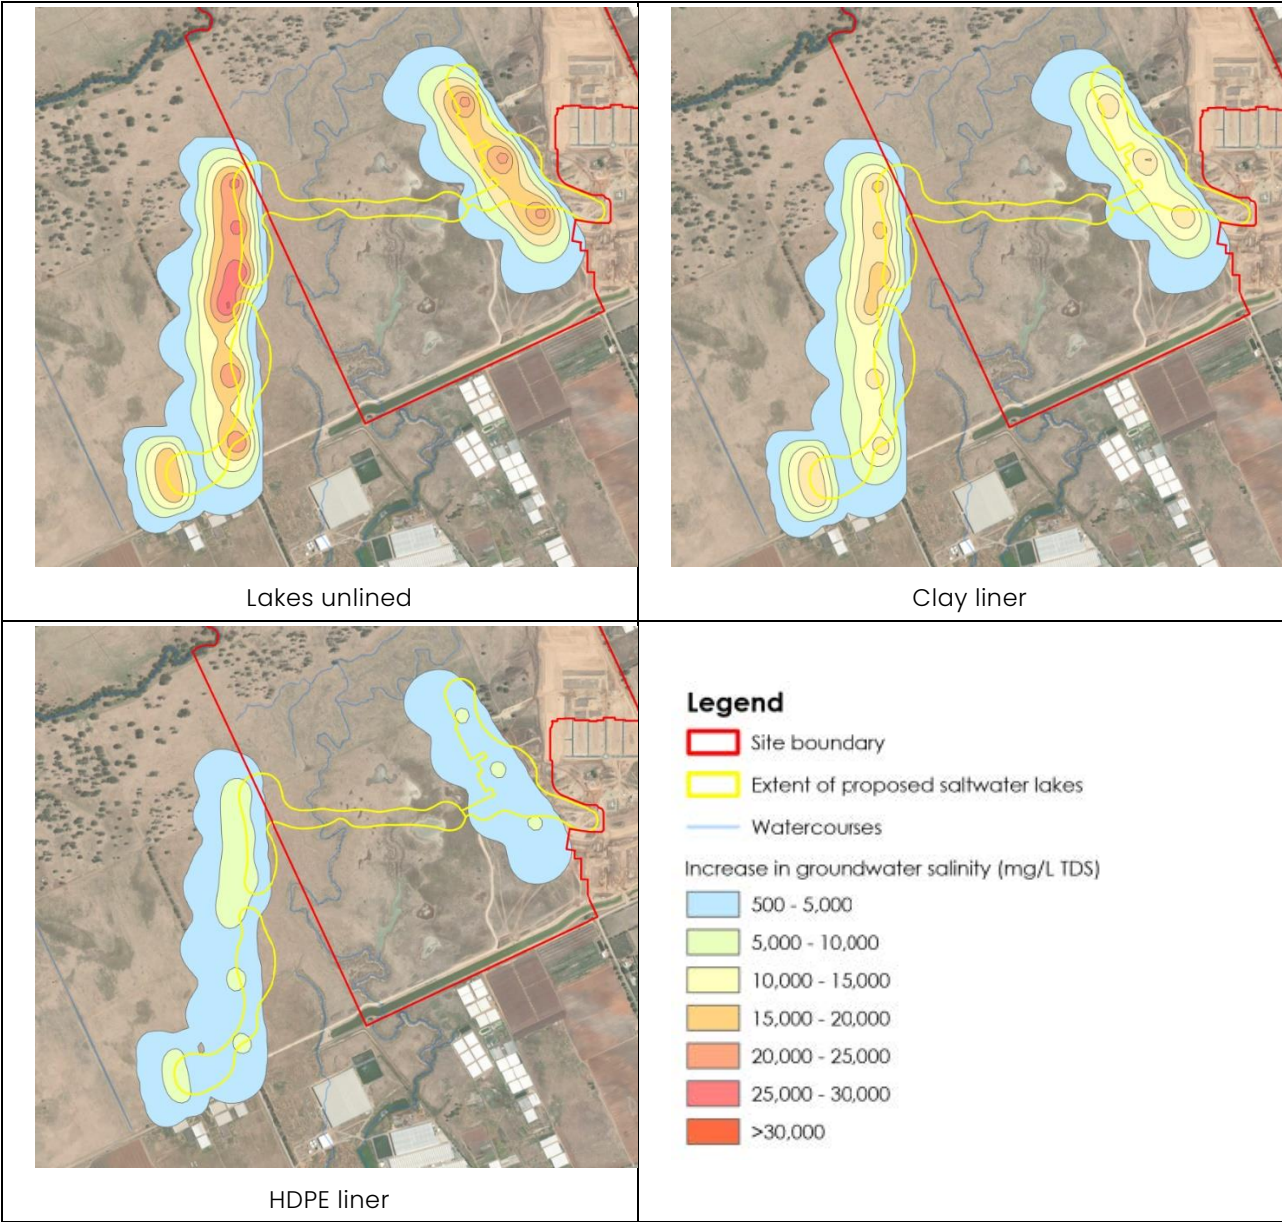 Lakes unlined
Clay liner
HDPE liner
Legend
Site boundary
Extent of proposed saltwater lakes
Watercourses
Increase in groundwater salinity (mg/L TDS)
500 - 5,000
5,000 - 10,000
10,000 - 15,000
15,000 - 20,000
20,000 - 25,000
25,000 - 30,000
>30,000